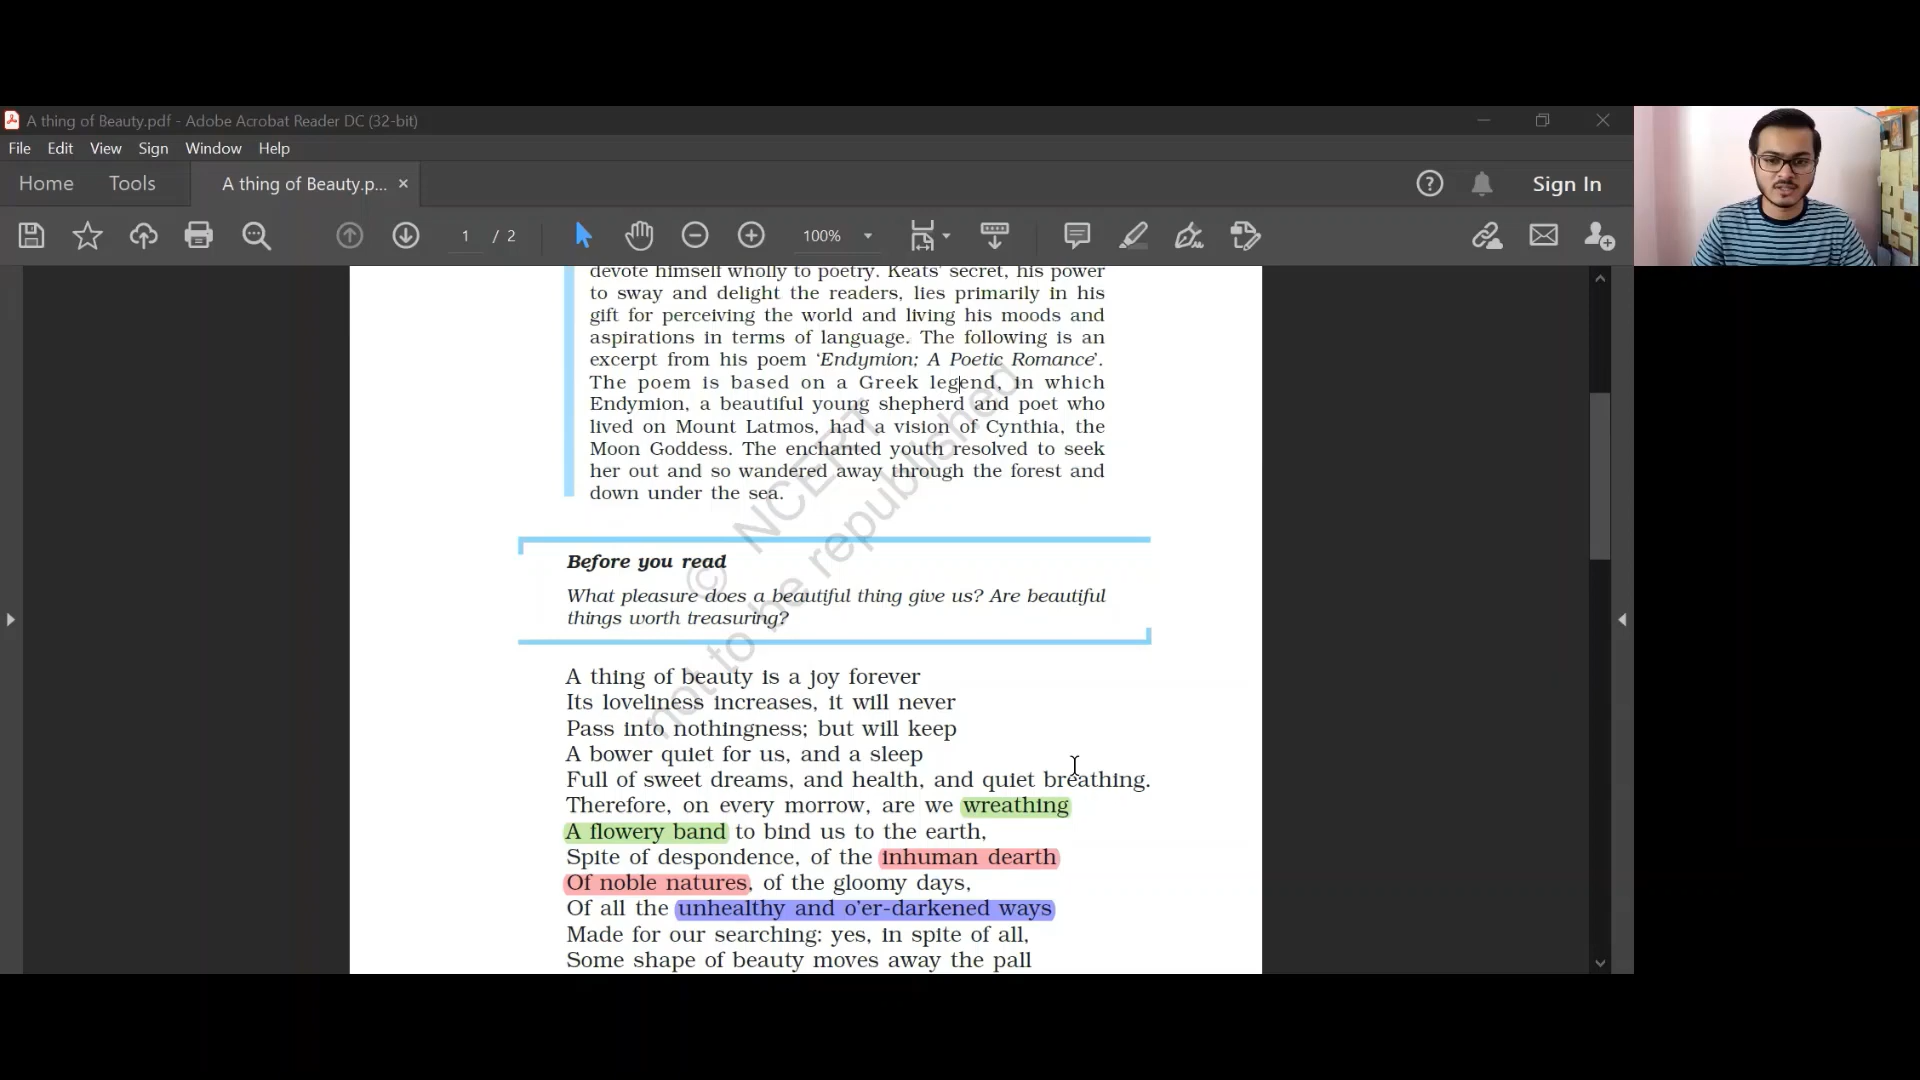 A thing of Beauty.pdf - Adobe Acrobat Reader DC (32-bit)
File Edit View Sign Window Help
Home Tools A thing of Beauty.p... × Sign In
1 / 2 100%
devote himself wholly to poetry. Keats' secret, his power
to sway and delight the readers, lies primarily in his
gift for perceiving the world and living his moods and
aspirations in terms of language. The following is an
excerpt from his poem ‘Endymion; A Poetic Romance’.
The poem is based on a Greek legend, in which
Endymion, a beautiful young shepherd and poet who
lived on Mount Latmos, had a vision of Cynthia, the
Moon Goddess. The enchanted youth resolved to seek
her out and so wandered away through the forest and
down under the sea.
© NCERT
not to be republished
Before you read
What pleasure does a beautiful thing give us? Are beautiful
things worth treasuring?
A thing of beauty is a joy forever
Its loveliness increases, it will never
Pass into nothingness; but will keep
A bower quiet for us, and a sleep
Full of sweet dreams, and health, and quiet breathing.
Therefore, on every morrow, are we wreathing
A flowery band to bind us to the earth,
Spite of despondence, of the inhuman dearth
Of noble natures, of the gloomy days,
Of all the unhealthy and o’er-darkened ways
Made for our searching: yes, in spite of all,
Some shape of beauty moves away the pall